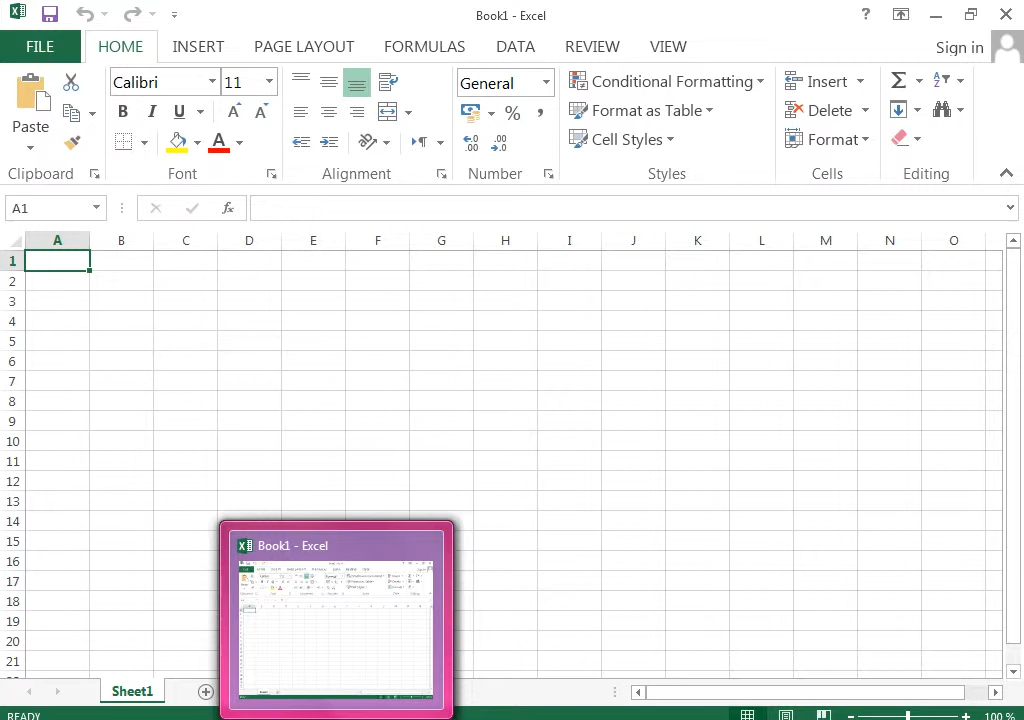 Book1 - Excel
?
FILE HOME INSERT PAGE LAYOUT FORMULAS DATA REVIEW VIEW Sign in
Calibri 11 General Conditional Formatting Insert Σ
Paste B I U A A % , Format as Table Delete
A Cell Styles Format
Clipboard Font Alignment Number Styles Cells Editing
A1 fx
A B C D E F G H I J K L M N O
1
2
3
4
5
6
7
8
9
10
11
12
13
14
15
16
17
18
19
20
21
Book1 - Excel
Sheet1
READY 100 %